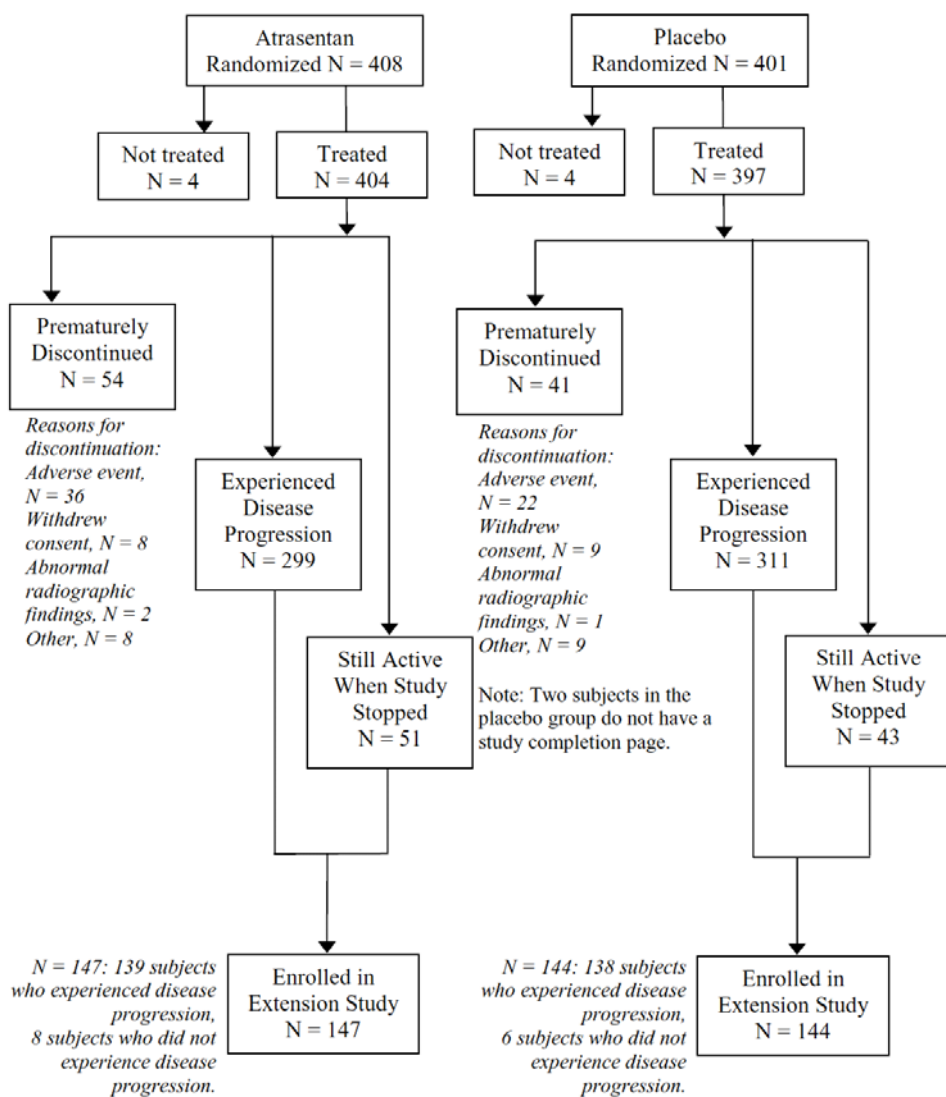 Atrasentan
Randomized N = 408
Not treated
N = 4
Treated
N = 404
Prematurely
Discontinued
N = 54
Reasons for
discontinuation:
Adverse event,
N = 36
Withdrew
consent, N = 8
Abnormal
radiographic
findings, N = 2
Other, N = 8
Experienced
Disease
Progression
N = 299
Still Active
When Study
Stopped
N = 51
N = 147: 139 subjects
who experienced disease
progression,
8 subjects who did not
experience disease
progression.
Enrolled in
Extension Study
N = 147
Placebo
Randomized N = 401
Not treated
N = 4
Treated
N = 397
Prematurely
Discontinued
N = 41
Reasons for
discontinuation:
Adverse event,
N = 22
Withdrew
consent, N = 9
Abnormal
radiographic
findings, N = 1
Other, N = 9
Note: Two subjects in the
placebo group do not have a
study completion page.
Experienced
Disease
Progression
N = 311
Still Active
When Study
Stopped
N = 43
N = 144: 138 subjects
who experienced disease
progression,
6 subjects who did not
experience disease
progression.
Enrolled in
Extension Study
N = 144